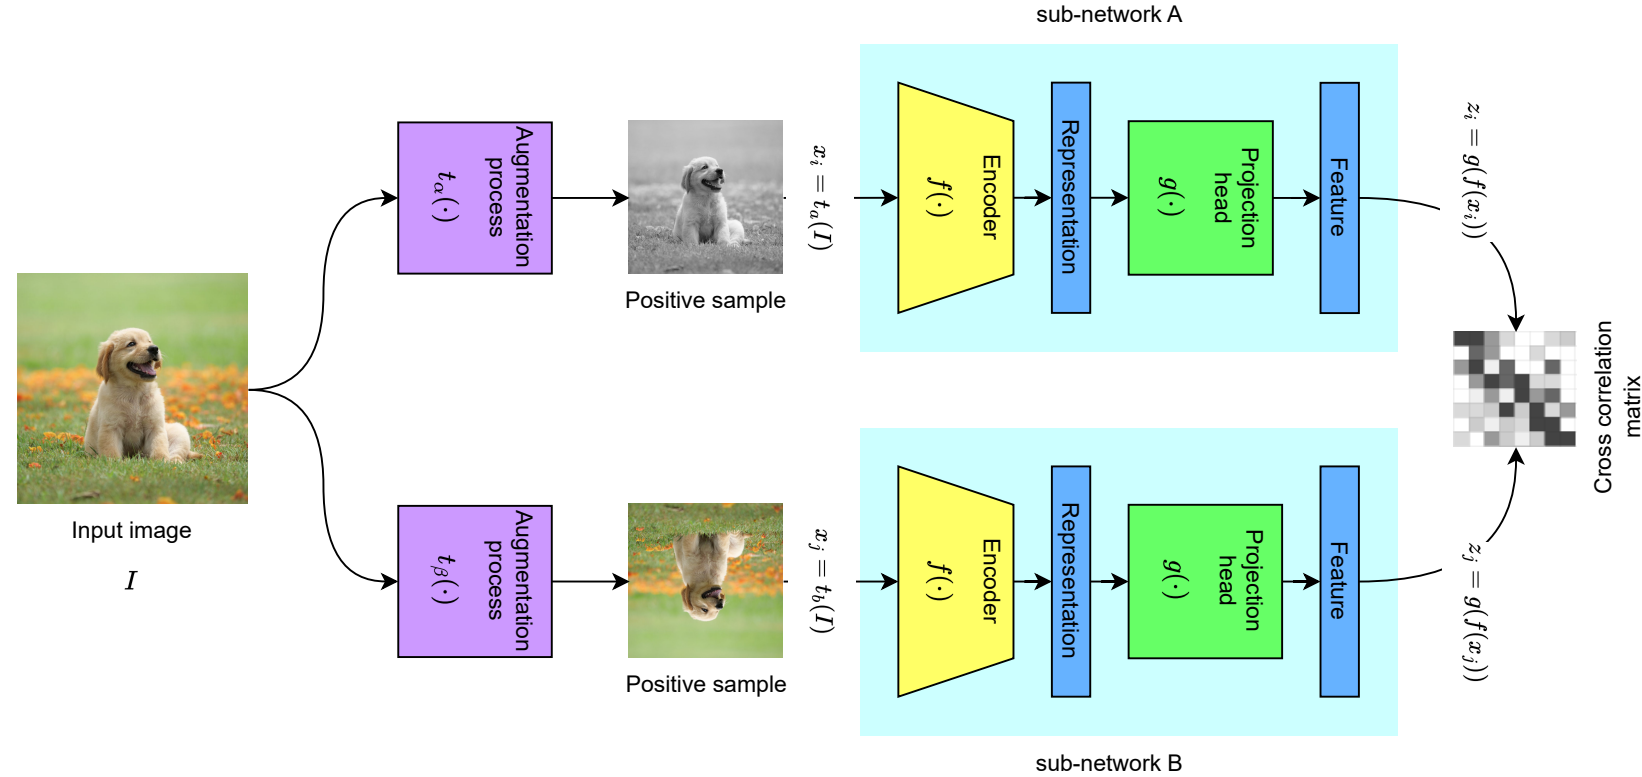 sub-network A
Augmentation
process
t_α(·)
Positive sample
x_i = t_a(I)
Encoder
f(·)
Representation
Projection
head
g(·)
Feature
z_i = g(f(x_i))
Input image
I
Augmentation
process
t_β(·)
Positive sample
x_j = t_b(I)
Encoder
f(·)
Representation
Projection
head
g(·)
Feature
z_j = g(f(x_j))
Cross correlation
matrix
sub-network B